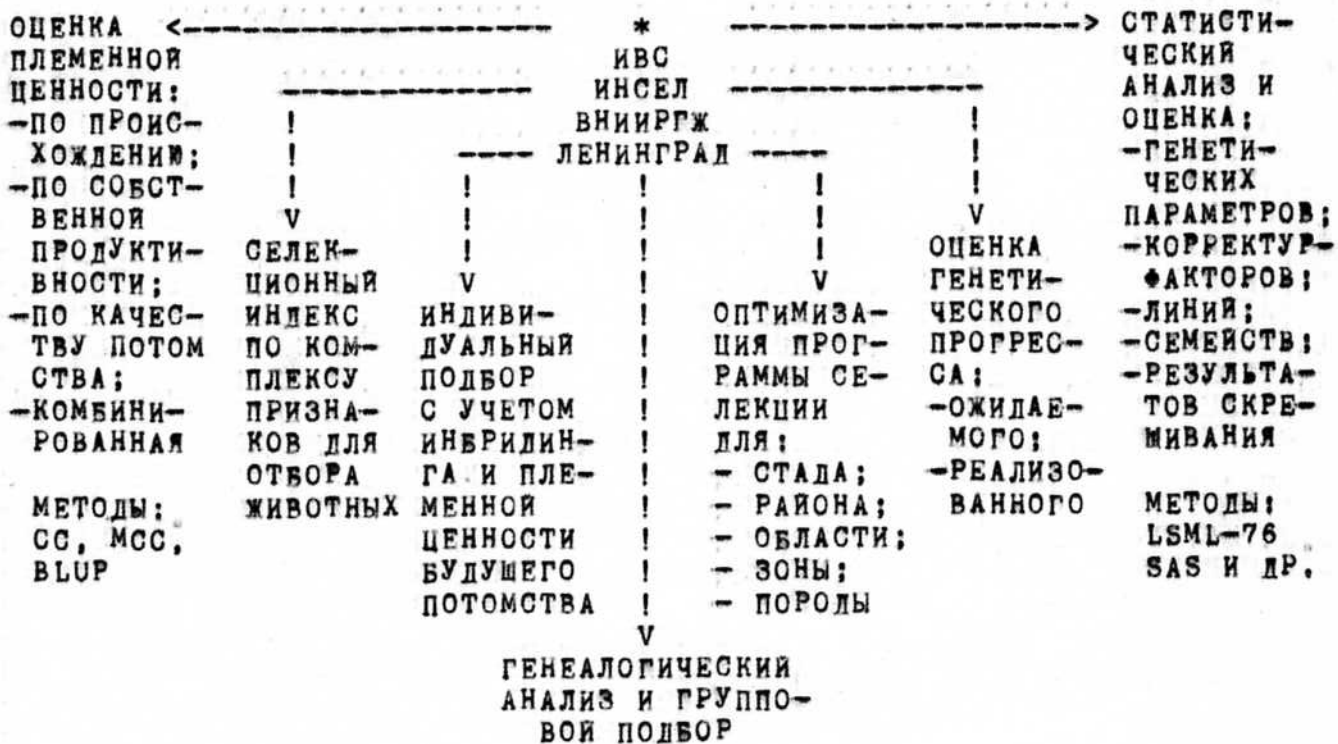 ОЦЕНКА <-------------------- * --------------------> СТАТИСТИ-
ПЛЕМЕННОЙ ИВС ЧЕСКИЙ
ЦЕННОСТИ: -------------- ИНСЕЛ -------------- АНАЛИЗ И
-ПО ПРОИС- ! ВНИИРГЖ ! ОЦЕНКА:
ХОЖДЕНИЮ; ! ---- ЛЕНИНГРАД ---- ! -ГЕНЕТИ-
-ПО СОБСТ- ! ! ! ! ! ЧЕСКИХ
ВЕННОЙ V ! ! ! V ПАРАМЕТРОВ;
ПРОДУКТИ- СЕЛЕК- ! ! ! ОЦЕНКА -КОРРЕКТУР-
ВНОСТИ; ЦИОННЫЙ V ! V ГЕНЕТИ- ФАКТОРОВ;
-ПО КАЧЕС- ИНДЕКС ИНДИВИ- ! ОПТИМИЗА- ЧЕСКОГО -ЛИНИЙ;
ТВУ ПОТОМ ПО КОМ- ДУАЛЬНЫЙ ! ЦИЯ ПРОГ- ПРОГРЕС- -СЕМЕЙСТВ;
СТВА; ПЛЕКСУ ПОДБОР ! РАММЫ СЕ- СА: -РЕЗУЛЬТА-
-КОМБИНИ- ПРИЗНА- С УЧЕТОМ ! ЛЕКЦИИ -ОЖИДАЕ- ТОВ СКРЕ-
РОВАННАЯ КОВ ДЛЯ ИНБРИДИН- ! ДЛЯ: МОГО; ЩИВАНИЯ
ОТБОРА ГА И ПЛЕ- ! - СТАДА; -РЕАЛИЗО-
МЕТОДЫ: ЖИВОТНЫХ МЕННОЙ ! - РАЙОНА; ВАННОГО МЕТОДЫ:
СС, МСС, ЦЕННОСТИ ! - ОБЛАСТИ; LSML-76
BLUP БУДУЩЕГО ! - ЗОНЫ; SAS И ДР.
ПОТОМСТВА ! - ПОРОДЫ
V
ГЕНЕАЛОГИЧЕСКИЙ
АНАЛИЗ И ГРУППО-
ВОЙ ПОДБОР